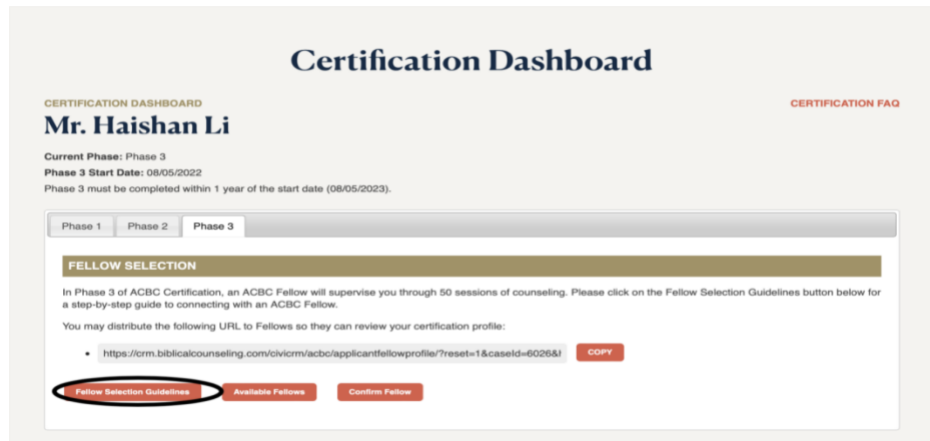 Certification Dashboard
CERTIFICATION DASHBOARD
CERTIFICATION FAQ
Mr. Haishan Li
Current Phase: Phase 3
Phase 3 Start Date: 08/05/2022
Phase 3 must be completed within 1 year of the start date (08/05/2023).
Phase 1 Phase 2 Phase 3
FELLOW SELECTION
In Phase 3 of ACBC Certification, an ACBC Fellow will supervise you through 50 sessions of counseling. Please click on the Fellow Selection Guidelines button below for
a step-by-step guide to connecting with an ACBC Fellow.
You may distribute the following URL to Fellows so they can review your certification profile:
• https://crm.biblicalcounseling.com/civicrm/acbc/applicantfellowprofile/?reset=1&caseId=6026& COPY
Fellow Selection Guidelines Available Fellows Confirm Fellow